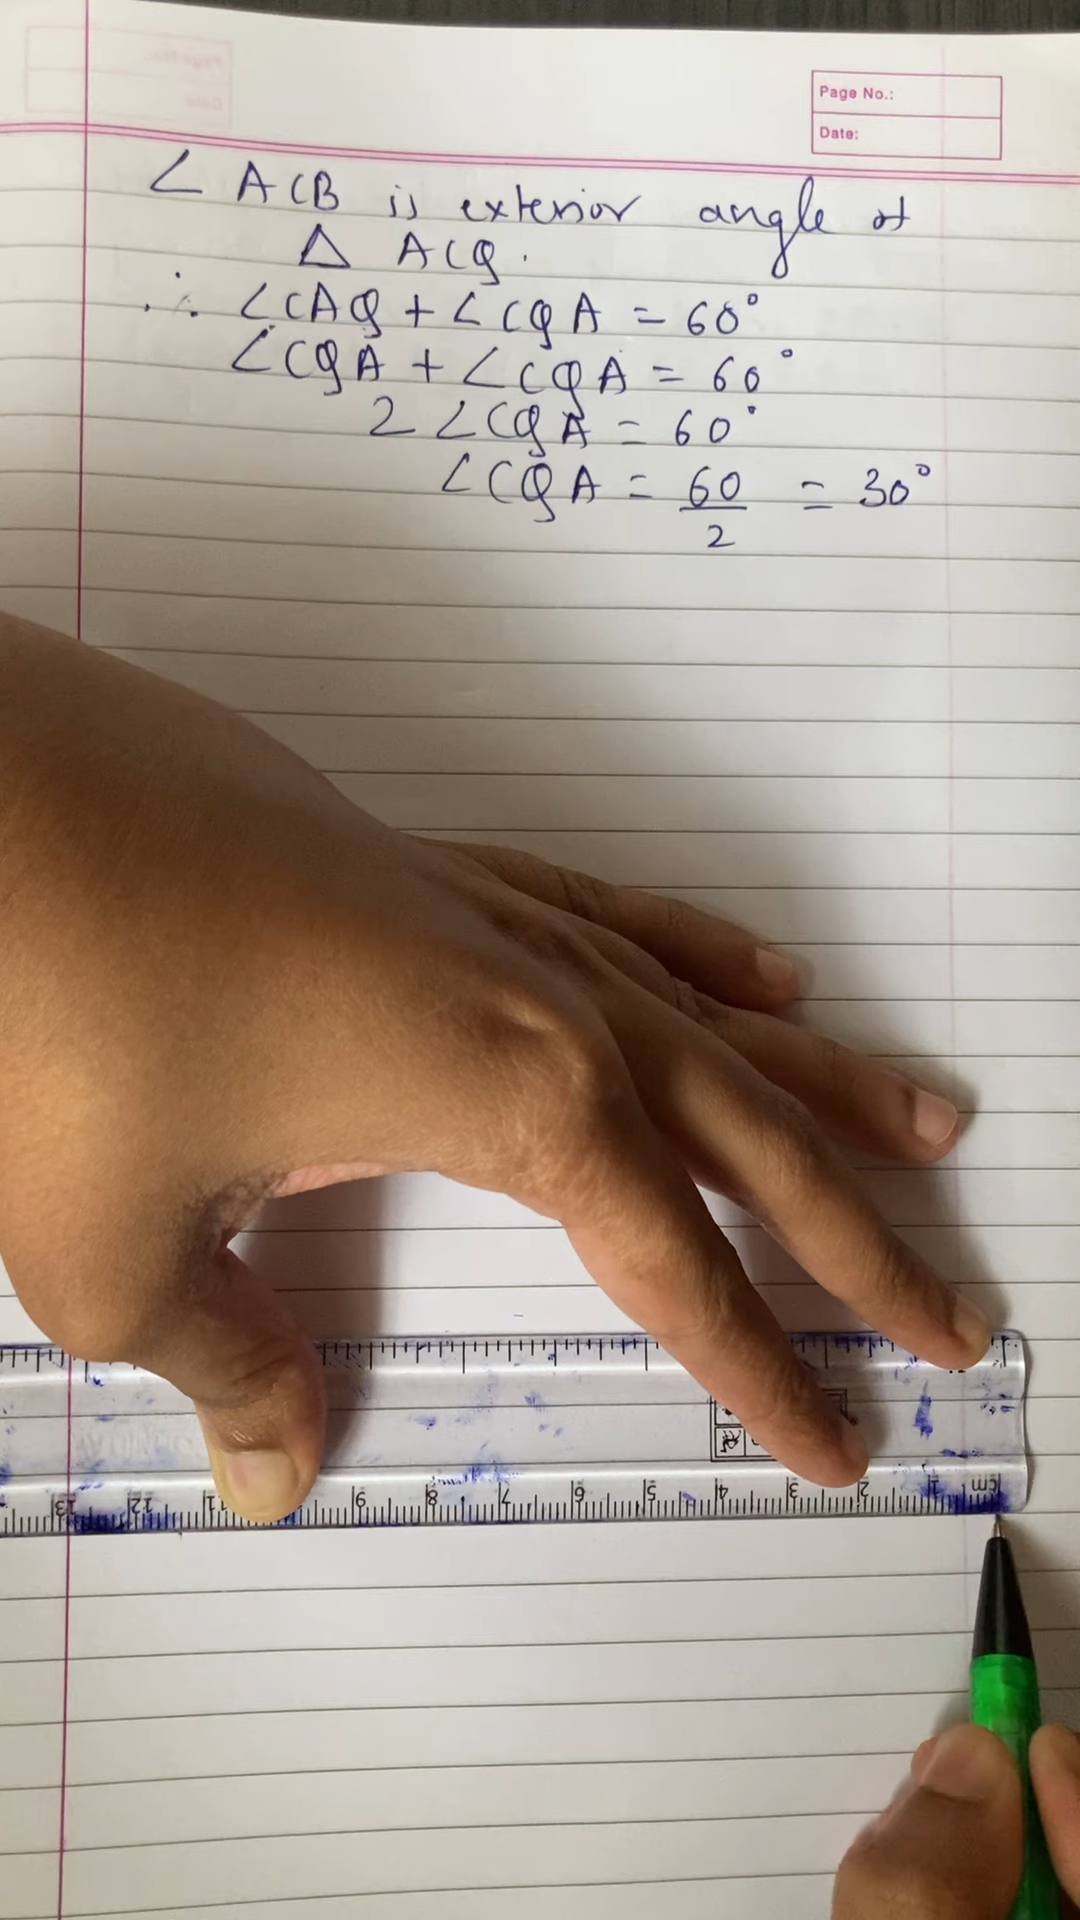 Page No.:
Date:
∠ ACB is exterior angle of
△ ACQ.
∴ ∠CAQ + ∠CQA = 60°
∠CQA + ∠CQA = 60°
2 ∠CQA = 60°
∠CQA = 60/2 = 30°
13 12 11 9 8 7 6 5 4 3 2 1 cm